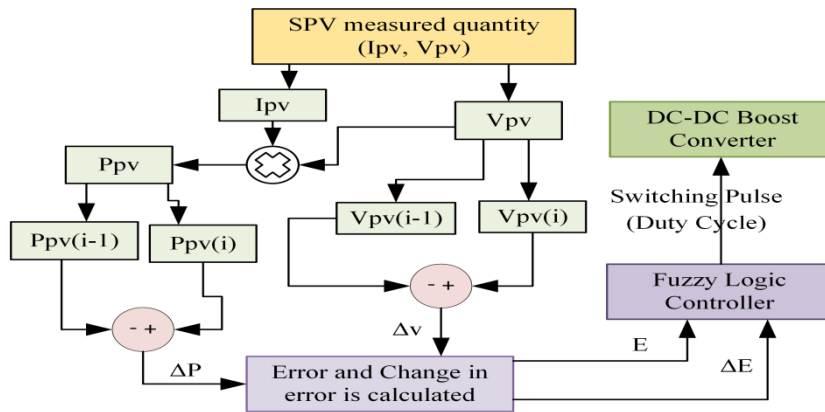 SPV measured quantity
(Ipv, Vpv)
Ipv
Vpv
DC-DC Boost
Converter
Ppv
Switching Pulse
(Duty Cycle)
Ppv(i-1)
Ppv(i)
Vpv(i-1)
Vpv(i)
- +
- +
Fuzzy Logic
Controller
Δv
ΔP
Error and Change in
error is calculated
E
ΔE